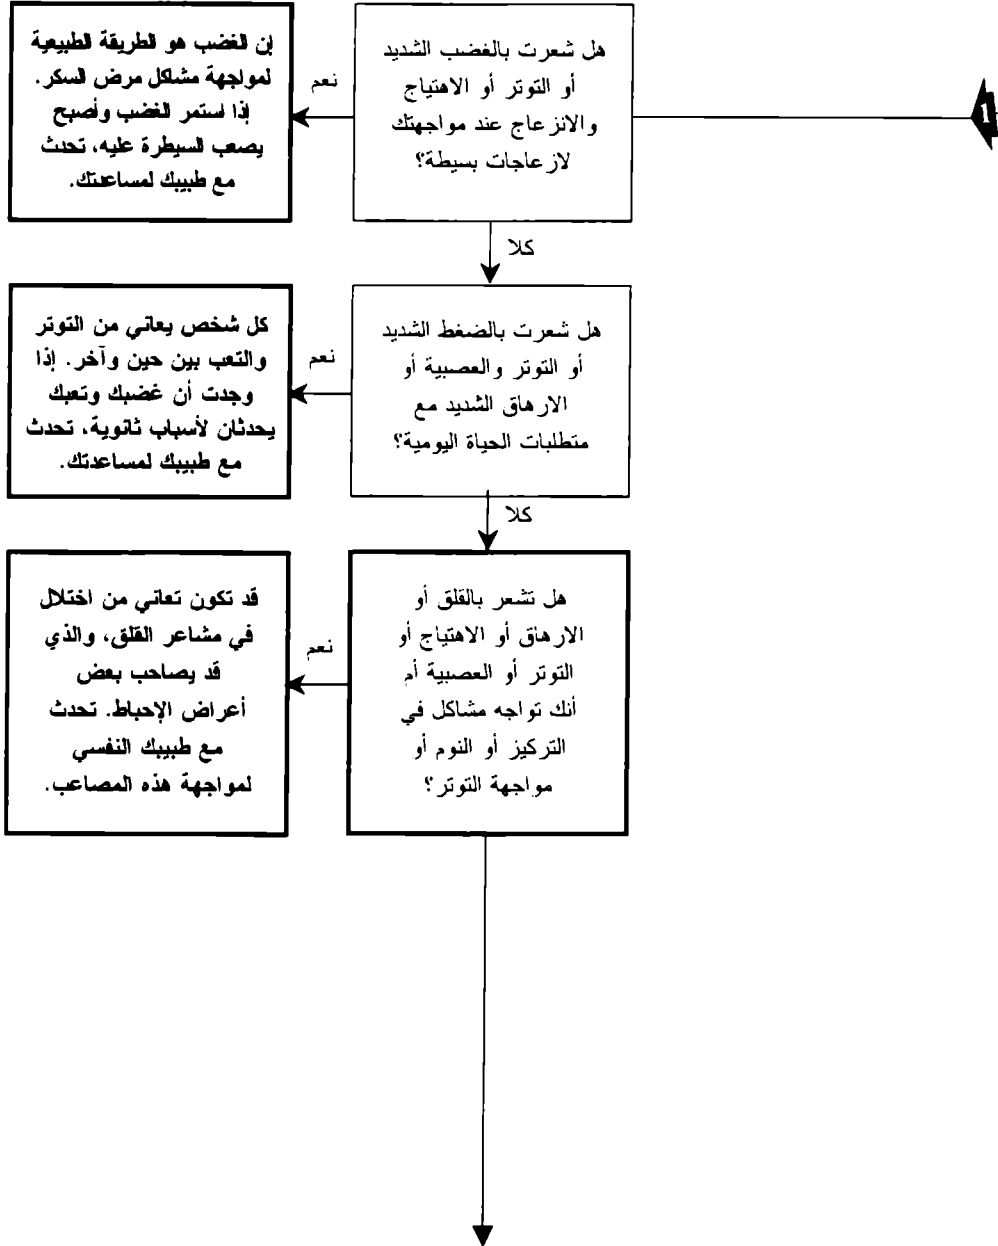 1
هل شعرت بالغضب الشديد
أو التوتر أو الاهتياج
والانزعاج عند مواجهتك
لازعاجات بسيطة؟
نعم
إن الغضب هو الطريقة الطبيعية
لمواجهة مشاكل مرض السكر.
إذا استمر الغضب وأصبح
يصعب السيطرة عليه، تحدث
مع طبيبك لمساعدتك.
كلا
هل شعرت بالضغط الشديد
أو التوتر والعصبية أو
الارهاق الشديد مع
متطلبات الحياة اليومية؟
نعم
كل شخص يعاني من التوتر
والتعب بين حين وآخر. إذا
وجدت أن غضبك وتعبك
يحدثان لأسباب ثانوية، تحدث
مع طبيبك لمساعدتك.
كلا
هل تشعر بالقلق أو
الارهاق أو الاهتياج أو
التوتر أو العصبية أم
أنك تواجه مشاكل في
التركيز أو النوم أو
مواجهة التوتر؟
نعم
قد تكون تعاني من اختلال
في مشاعر القلق، والذي
قد يصاحب بعض
أعراض الإحباط. تحدث
مع طبيبك النفسي
لمواجهة هذه المصاعب.